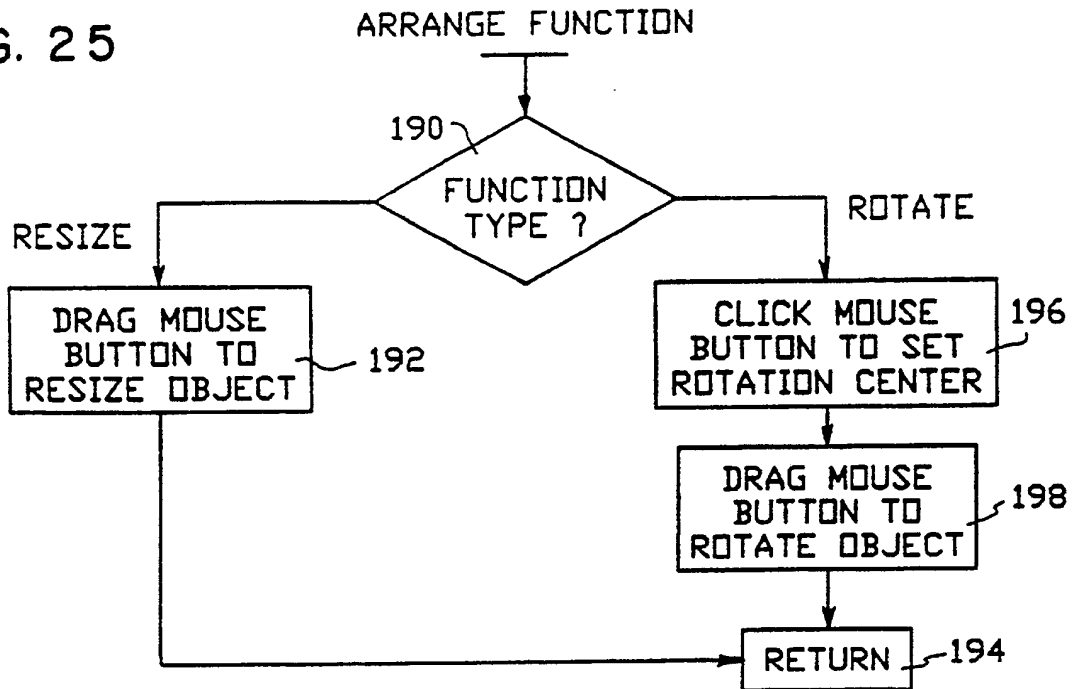 G. 25
ARRANGE FUNCTION
190
FUNCTION
TYPE ?
RESIZE
ROTATE
DRAG MOUSE
BUTTON TO
RESIZE OBJECT
192
CLICK MOUSE
BUTTON TO SET
ROTATION CENTER
196
DRAG MOUSE
BUTTON TO
ROTATE OBJECT
198
RETURN
194